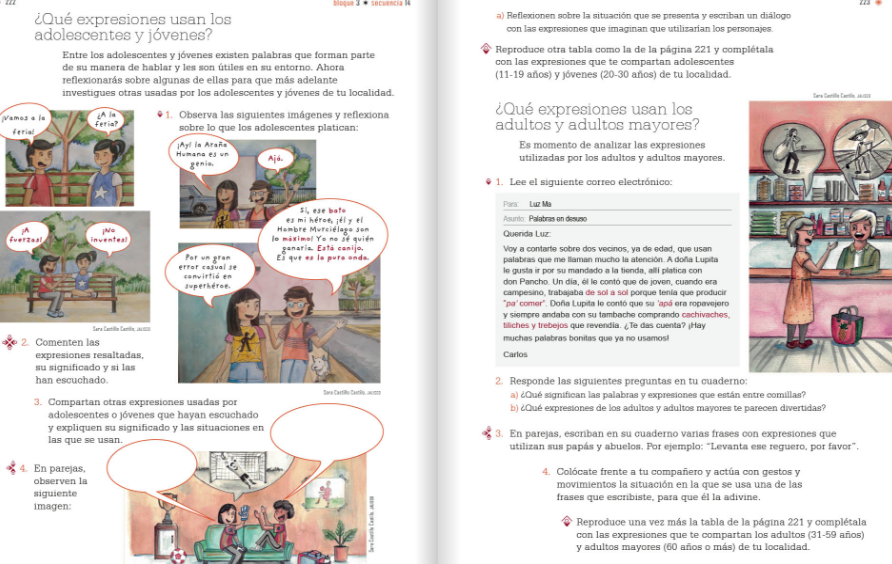 222
bloque 3 • secuencia 14
¿Qué expresiones usan los
adolescentes y jóvenes?
Entre los adolescentes y jóvenes existen palabras que forman parte
de su manera de hablar y les son útiles en su entorno. Ahora
reflexionarás sobre algunas de ellas para que más adelante
investigues otras usadas por los adolescentes y jóvenes de tu localidad.
1. Observa las siguientes imágenes y reflexiona
sobre lo que los adolescentes platican:
¡Vamos a la
feria!
¿A la
feria?
¡A
fuerzas!
¡No
inventes!
¡Ay! la Araña
Humana es un
genio.
Ajá.
Sí, ese bato
es mi héroe, ¡él y el
Hombre Murciélago son
lo máximo! Yo no sé quién
ganaría. Está canijo.
Es que es la pura onda.
Por un gran
error casual se
convirtió en
superhéroe.
Sara Castillo Castillo, JALISCO
Sara Castillo Castillo, JALISCO
2. Comenten las
expresiones resaltadas,
su significado y si las
han escuchado.
3. Compartan otras expresiones usadas por
adolescentes o jóvenes que hayan escuchado
y expliquen su significado y las situaciones en
las que se usan.
4. En parejas,
observen la
siguiente
imagen:
Sara Castillo Castillo, JALISCO
223
a) Reflexionen sobre la situación que se presenta y escriban un diálogo
con las expresiones que imaginan que utilizarían los personajes.
Reproduce otra tabla como la de la página 221 y complétala
con las expresiones que te compartan adolescentes
(11-19 años) y jóvenes (20-30 años) de tu localidad.
Sara Castillo Castillo, JALISCO
¿Qué expresiones usan los
adultos y adultos mayores?
Es momento de analizar las expresiones
utilizadas por los adultos y adultos mayores.
1. Lee el siguiente correo electrónico:
Para: Luz Ma
Asunto: Palabras en desuso
Querida Luz:
Voy a contarte sobre dos vecinos, ya de edad, que usan
palabras que me llaman mucho la atención. A doña Lupita
le gusta ir por su mandado a la tienda, allí platica con
don Pancho. Un día, él le contó que de joven, cuando era
campesino, trabajaba de sol a sol porque tenía que producir
"pa' comer". Doña Lupita le contó que su 'apá era ropavejero
y siempre andaba con su tambache comprando cachivaches,
tiliches y trebejos que revendía. ¿Te das cuenta? ¡Hay
muchas palabras bonitas que ya no usamos!
Carlos
2. Responde las siguientes preguntas en tu cuaderno:
a) ¿Qué significan las palabras y expresiones que están entre comillas?
b) ¿Qué expresiones de los adultos y adultos mayores te parecen divertidas?
3. En parejas, escriban en su cuaderno varias frases con expresiones que
utilizan sus papás y abuelos. Por ejemplo: "Levanta ese reguero, por favor".
4. Colócate frente a tu compañero y actúa con gestos y
movimientos la situación en la que se usa una de las
frases que escribiste, para que él la adivine.
Reproduce una vez más la tabla de la página 221 y complétala
con las expresiones que te compartan los adultos (31-59 años)
y adultos mayores (60 años o más) de tu localidad.